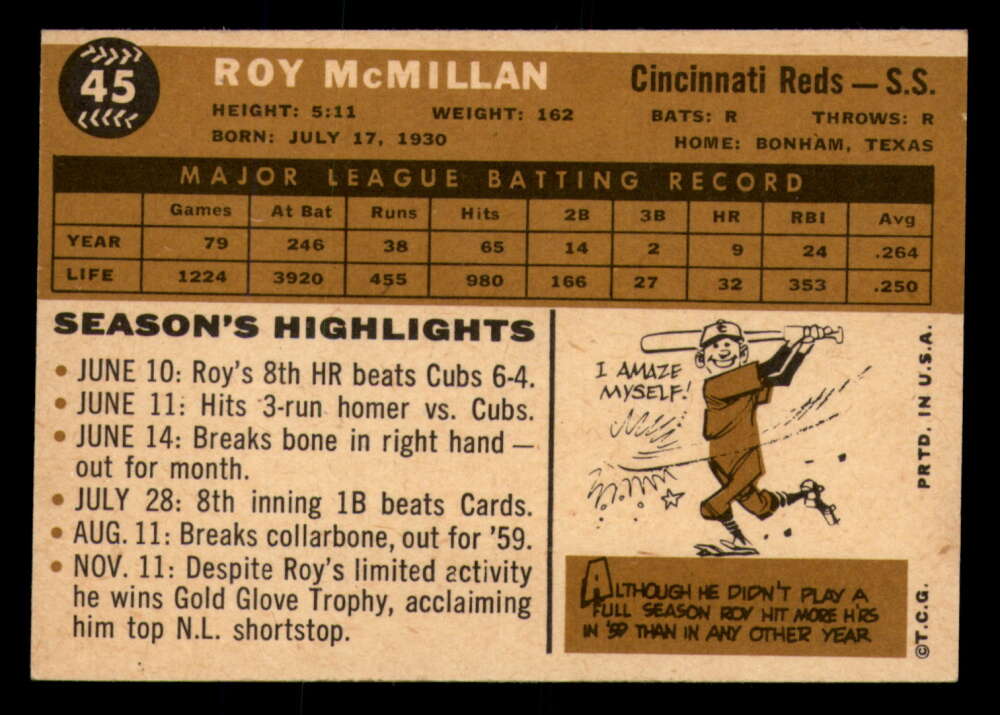 45
ROY McMILLAN
Cincinnati Reds — S.S.
HEIGHT: 5:11 WEIGHT: 162 BATS: R THROWS: R
BORN: JULY 17, 1930 HOME: BONHAM, TEXAS
MAJOR LEAGUE BATTING RECORD
Games At Bat Runs Hits 2B 3B HR RBI Avg
YEAR 79 246 38 65 14 2 9 24 .264
LIFE 1224 3920 455 980 166 27 32 353 .250
SEASON'S HIGHLIGHTS
• JUNE 10: Roy's 8th HR beats Cubs 6-4.
• JUNE 11: Hits 3-run homer vs. Cubs.
• JUNE 14: Breaks bone in right hand —
out for month.
• JULY 28: 8th inning 1B beats Cards.
• AUG. 11: Breaks collarbone, out for '59.
• NOV. 11: Despite Roy's limited activity
he wins Gold Glove Trophy, acclaiming
him top N.L. shortstop.
I AMAZE
MYSELF!
C
ALTHOUGH HE DIDN'T PLAY A
FULL SEASON ROY HIT MORE H'RS
IN '59 THAN IN ANY OTHER YEAR
©T.C.G. PRTD. IN U.S.A.